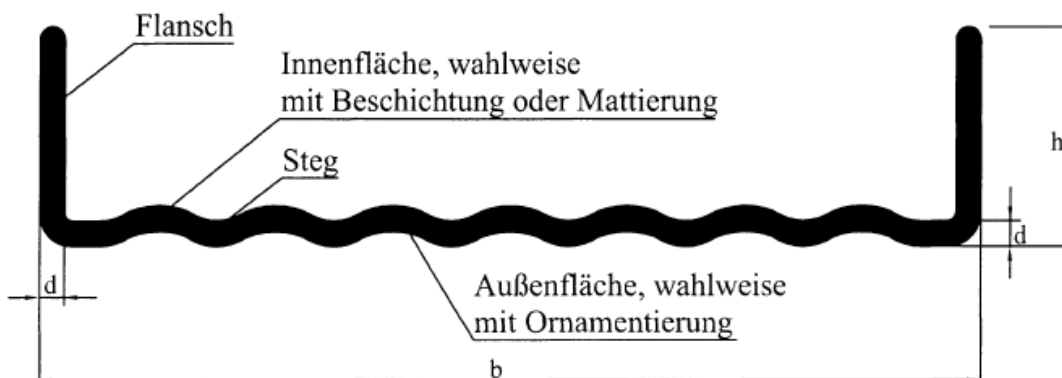 Flansch
Innenfläche, wahlweise
mit Beschichtung oder Mattierung
Steg
h
d
d
Außenfläche, wahlweise
mit Ornamentierung
b